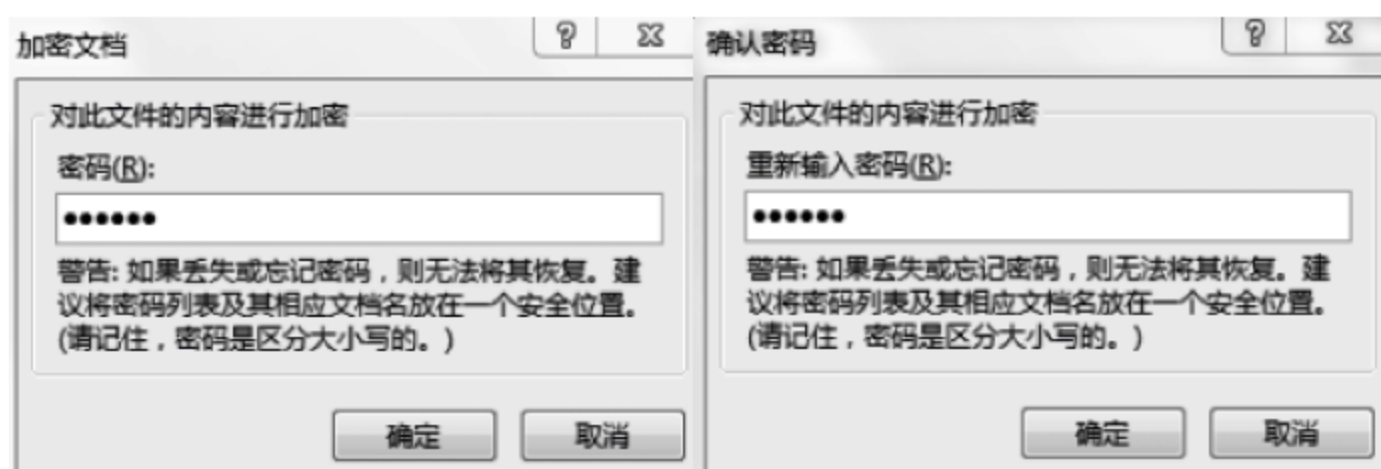 加密文档
对此文件的内容进行加密
密码(R):
●●●●●●
警告: 如果丢失或忘记密码，则无法将其恢复。建
议将密码列表及其相应文档名放在一个安全位置。
(请记住，密码是区分大小写的。)
确定 取消
确认密码
对此文件的内容进行加密
重新输入密码(R):
●●●●●●
警告: 如果丢失或忘记密码，则无法将其恢复。建
议将密码列表及其相应文档名放在一个安全位置。
(请记住，密码是区分大小写的。)
确定 取消